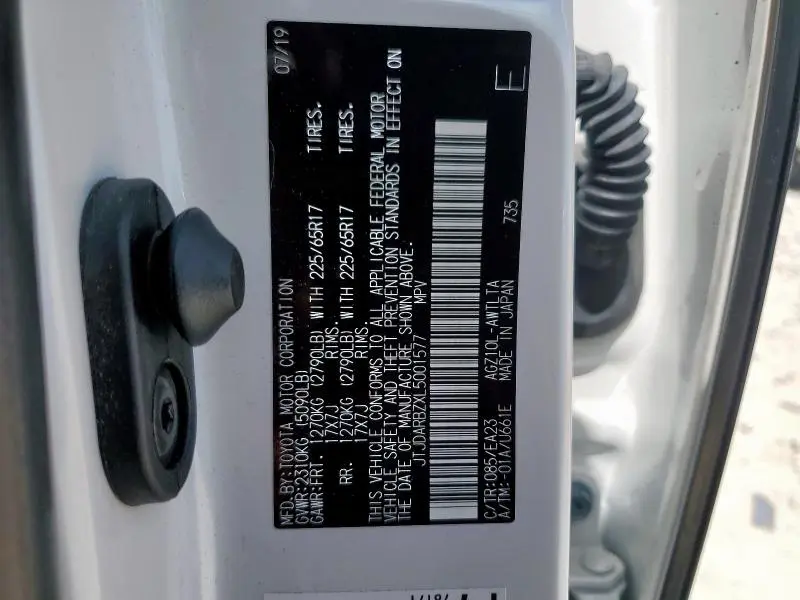 MFD.BY:TOYOTA MOTOR CORPORATION 07/19
GVWR:2310KG (5090LB)
GAWR:FRT. 1270KG (2790LB) WITH 225/65R17 TIRES.
17X7J RIMS.
RR. 1270KG (2790LB) WITH 225/65R17 TIRES.
17X7J RIMS.
THIS VEHICLE CONFORMS TO ALL APPLICABLE FEDERAL MOTOR
VEHICLE SAFETY AND THEFT PREVENTION STANDARDS IN EFFECT ON
THE DATE OF MANUFACTURE SHOWN ABOVE.
JTJDARBZXL5001577 MPV
C/TR:085/EA23 AGZ10L-AWTLTA 735
A/TM:-01A/U661E MADE IN JAPAN E